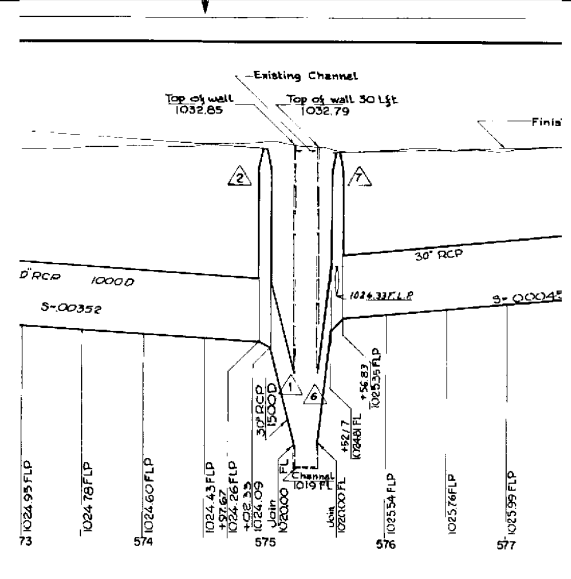 Existing Channel
Top of wall
1032.85
Top of wall 30 Lft
1032.79
Finis
2
7
30" RCP
D" RCP 1000 D
1024.33 F.L.P
S=.00352
S=.0004
1
6
30" RCP
1500 D
+56.83
1025.35 FLP
+52.17
1024.81 FL
Channel
1019 FL
1024.95 FLP
1024.78 FLP
1024.60 FLP
1024.43 FLP
+97.67
1024.26 FLP
+02.33
1024.09
Join
1020.00 FL
Join
1020.00 FL
1025.54 FLP
1025.76 FLP
1025.99 FLP
73
574
575
576
577